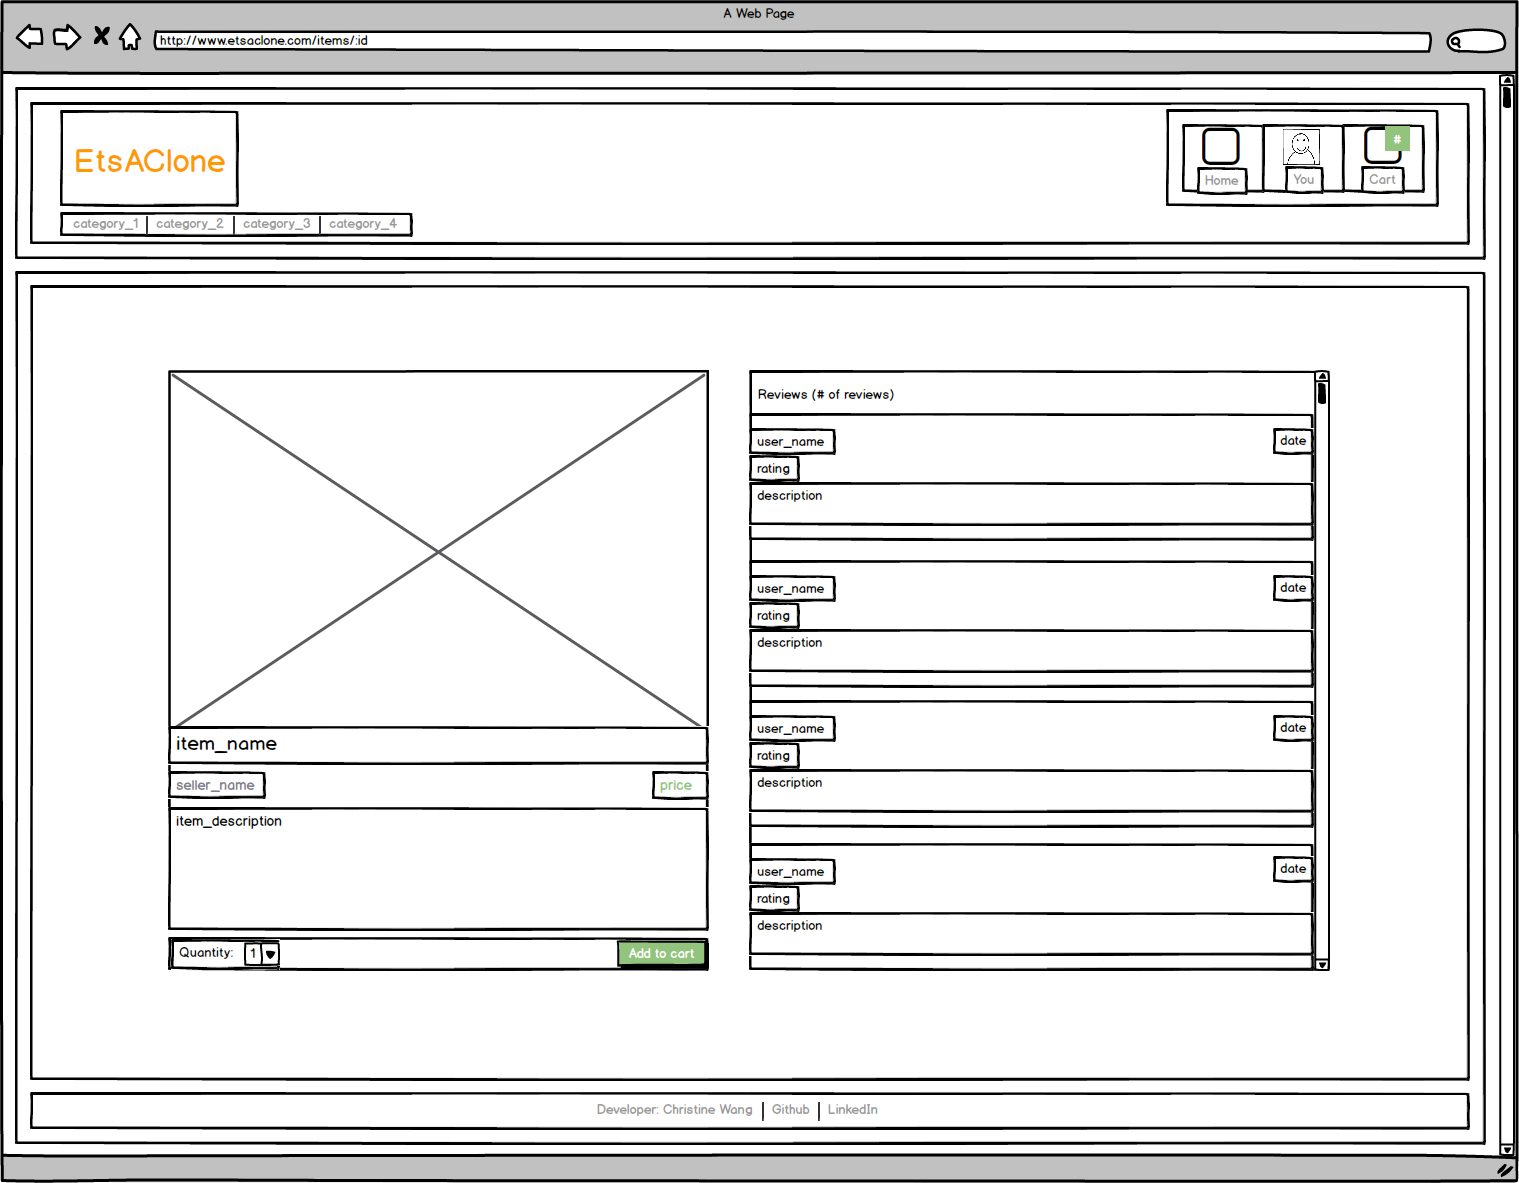 A Web Page
http://www.etsaclone.com/items/:id
EtsAClone
#
Home
You
Cart
category_1 category_2 category_3 category_4
item_name
seller_name
price
item_description
Quantity: 1
Add to cart
Reviews (# of reviews)
user_name
date
rating
description
user_name
date
rating
description
user_name
date
rating
description
user_name
date
rating
description
Developer: Christine Wang | Github | LinkedIn